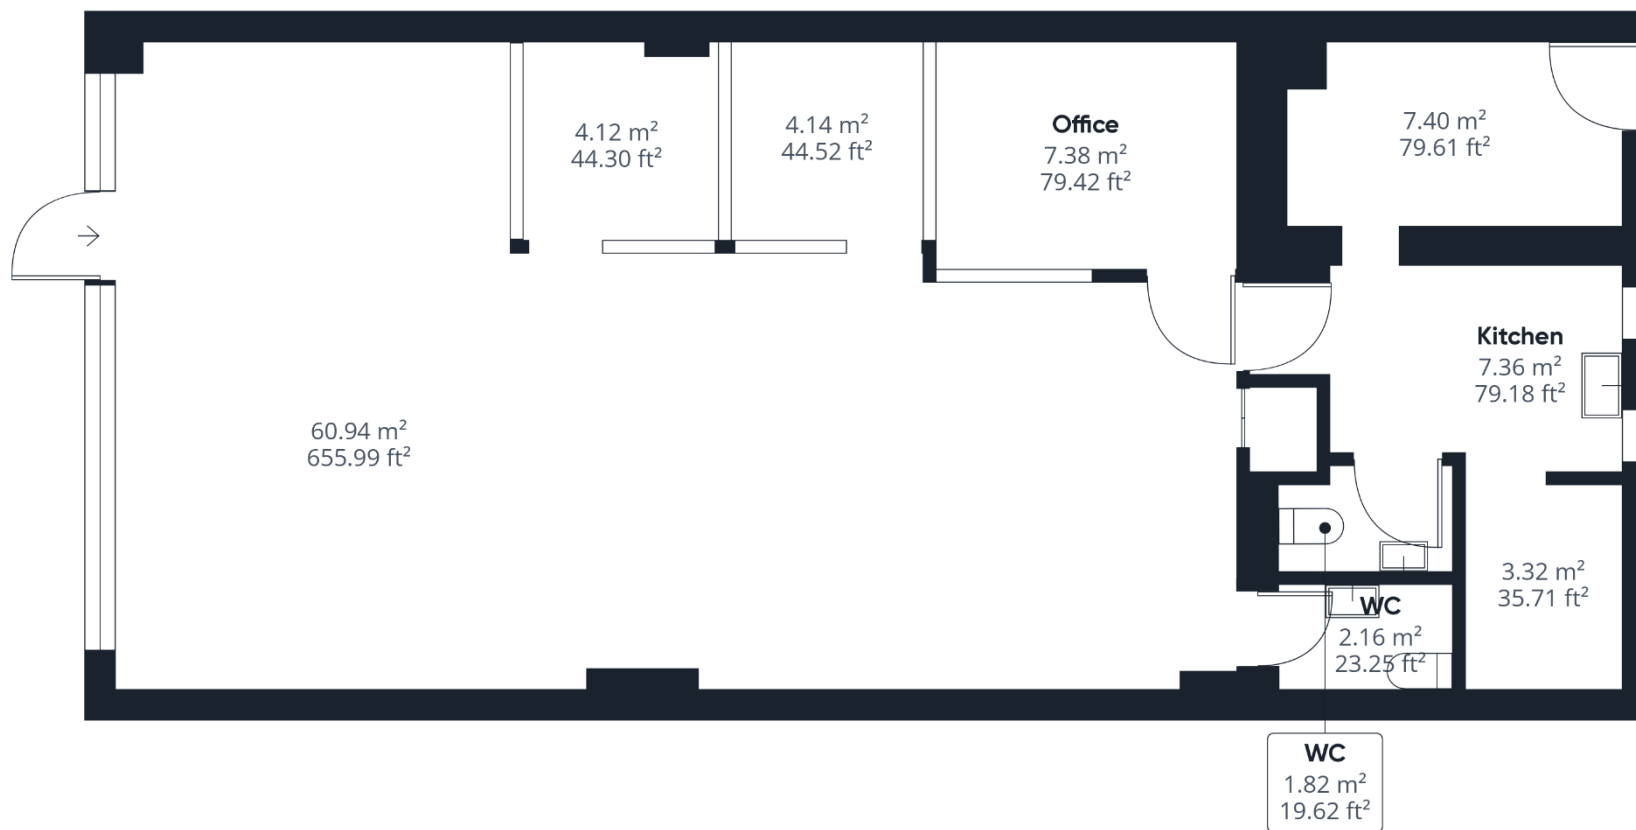 4.12 m²
44.30 ft²
4.14 m²
44.52 ft²
Office
7.38 m²
79.42 ft²
7.40 m²
79.61 ft²
Kitchen
7.36 m²
79.18 ft²
60.94 m²
655.99 ft²
3.32 m²
35.71 ft²
WC
2.16 m²
23.25 ft²
WC
1.82 m²
19.62 ft²